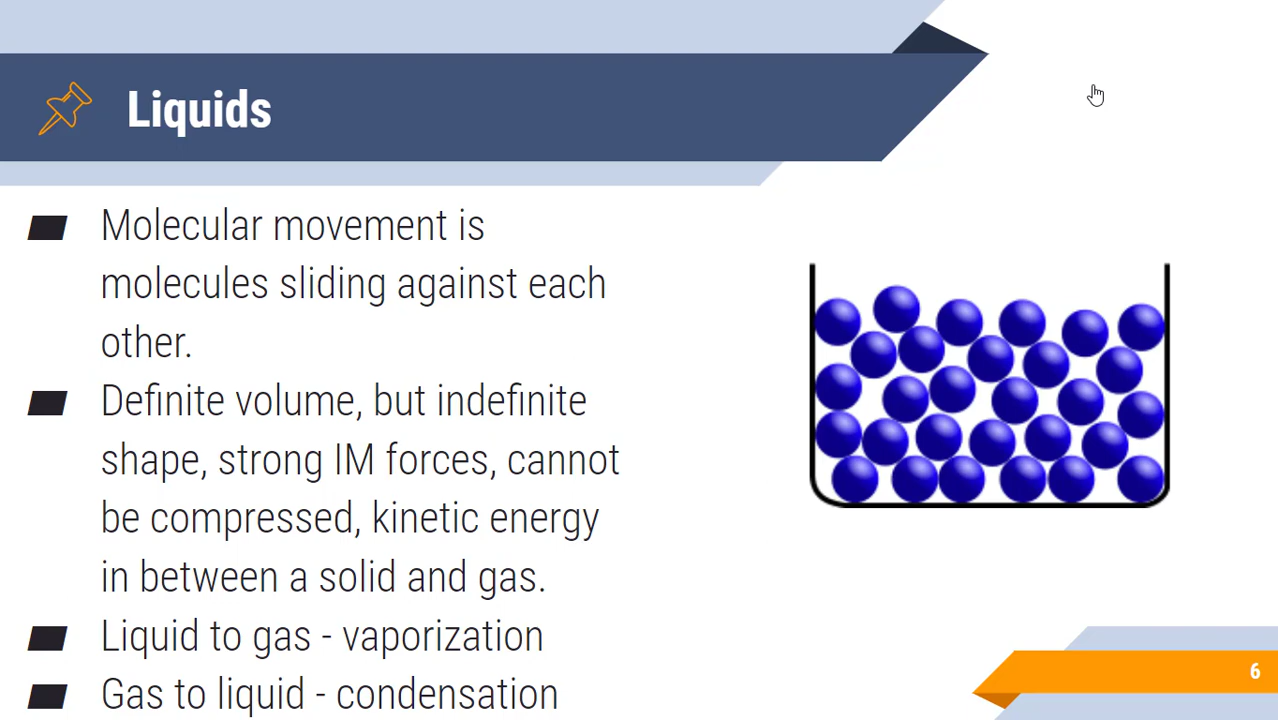 Liquids
Molecular movement is
molecules sliding against each
other.
Definite volume, but indefinite
shape, strong IM forces, cannot
be compressed, kinetic energy
in between a solid and gas.
Liquid to gas - vaporization
Gas to liquid - condensation
6